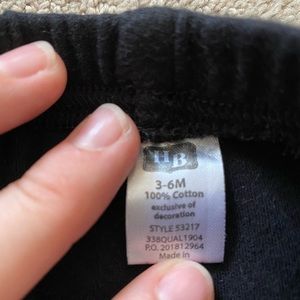 HB
3-6M
100% Cotton
exclusive of
decoration
STYLE 53217
338QUAL1904
P.O. 201812964
Made in